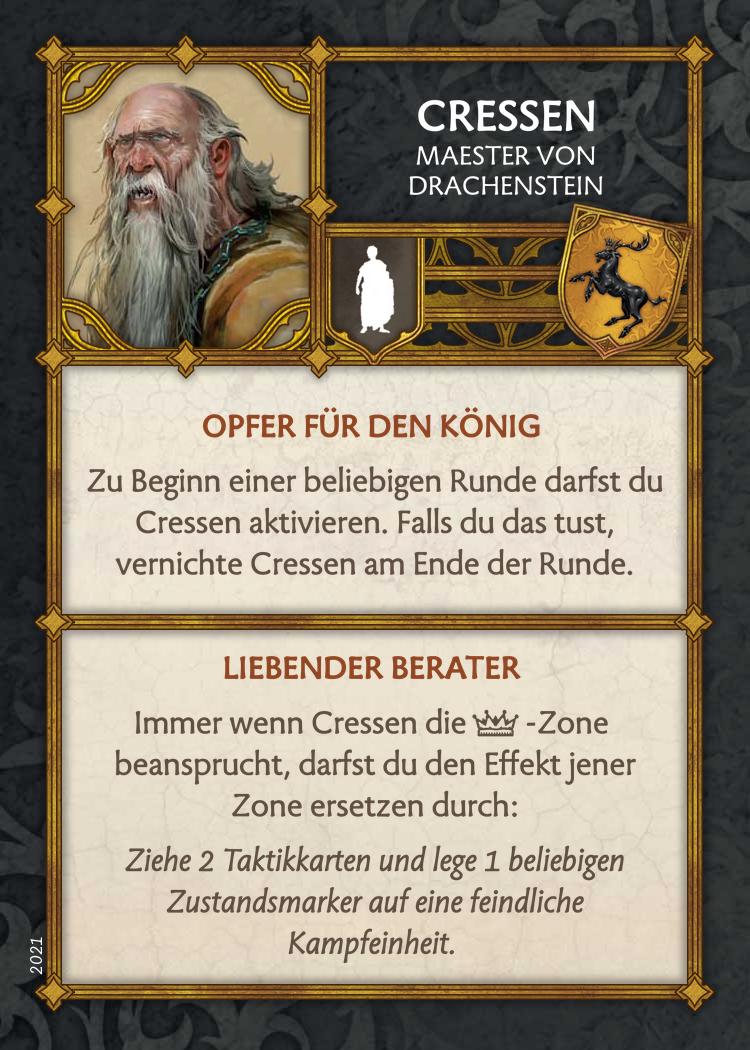 CRESSEN
MAESTER VON
DRACHENSTEIN
OPFER FÜR DEN KÖNIG
Zu Beginn einer beliebigen Runde darfst du
Cressen aktivieren. Falls du das tust,
vernichte Cressen am Ende der Runde.
LIEBENDER BERATER
Immer wenn Cressen die -Zone
beansprucht, darfst du den Effekt jener
Zone ersetzen durch:
Ziehe 2 Taktikkarten und lege 1 beliebigen
Zustandsmarker auf eine feindliche
Kampfeinheit.
2021